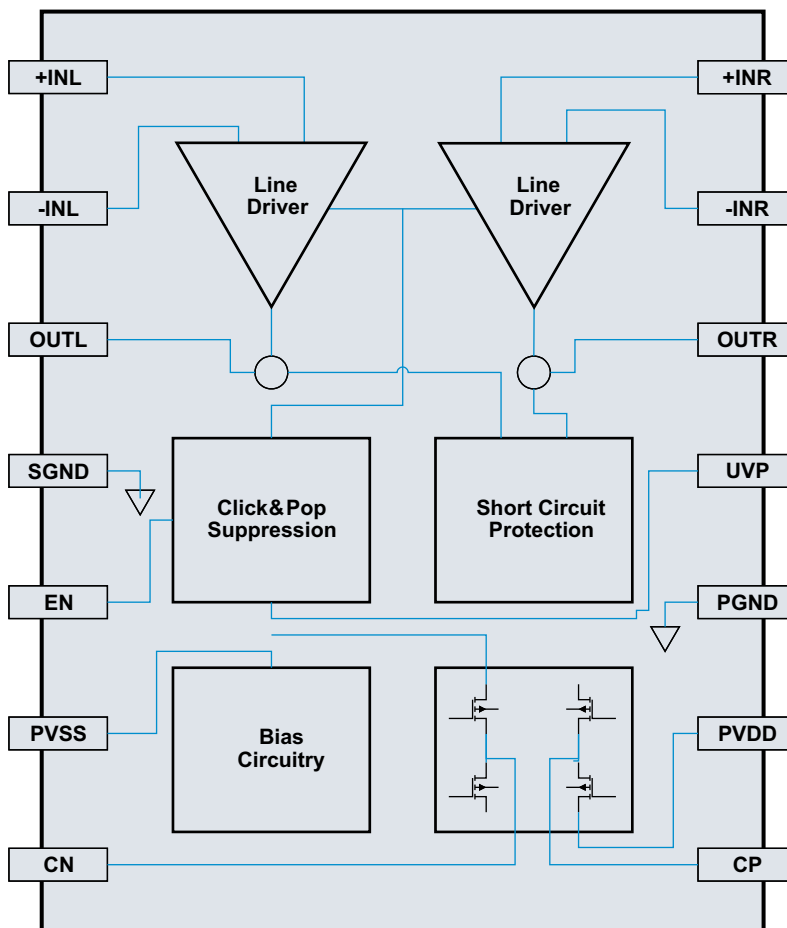 +INL
+INR
Line
Driver
Line
Driver
-INL
-INR
OUTL
OUTR
SGND
UVP
Click&Pop
Suppression
Short Circuit
Protection
EN
PGND
PVSS
PVDD
Bias
Circuitry
CN
CP